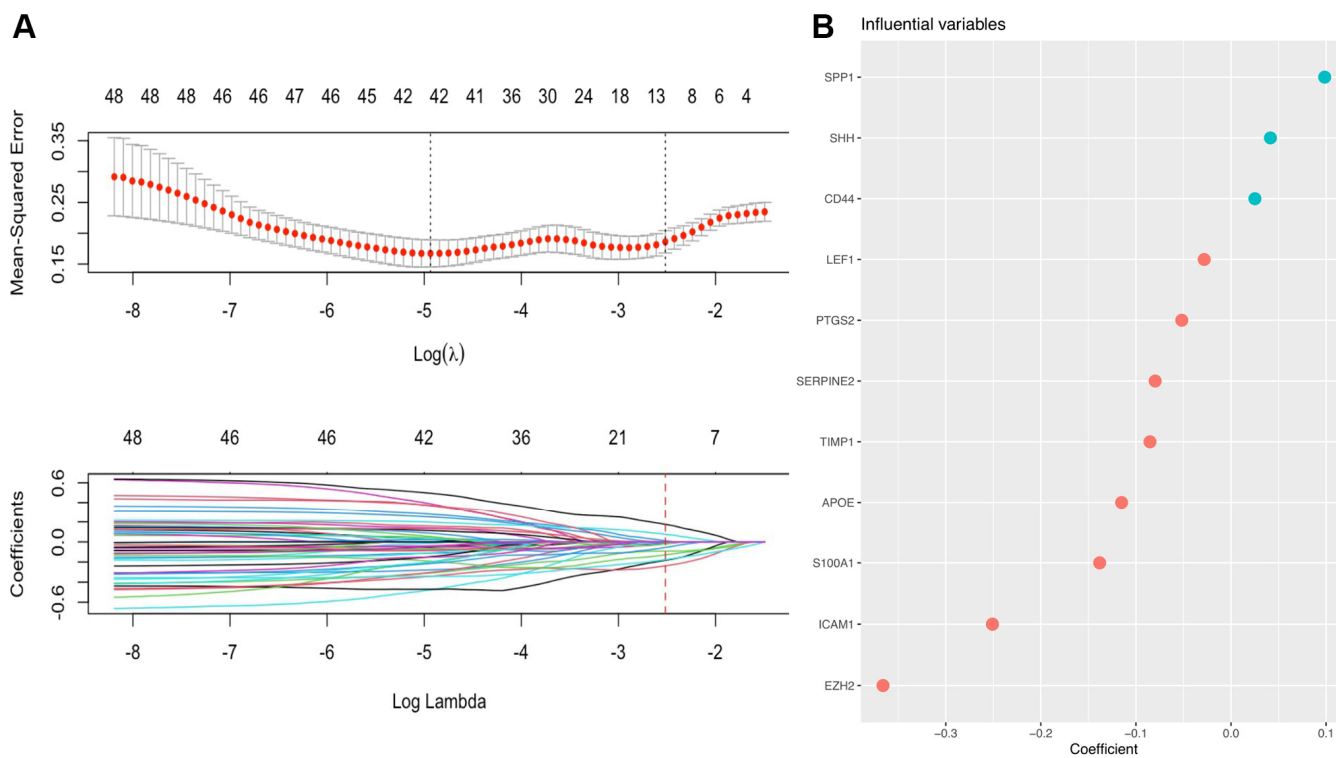 A
48 48 48 46 46 47 46 45 42 42 41 36 30 24 18 13 8 6 4
Mean-Squared Error
0.35
0.25
0.15
-8 -7 -6 -5 -4 -3 -2
Log(λ)
48 46 46 42 36 21 7
Coefficients
0.6
0.0
-0.6
-8 -7 -6 -5 -4 -3 -2
Log Lambda
B
Influential variables
SPP1
SHH
CD44
LEF1
PTGS2
SERPINE2
TIMP1
APOE
S100A1
ICAM1
EZH2
−0.3 −0.2 −0.1 0.0 0.1
Coefficient